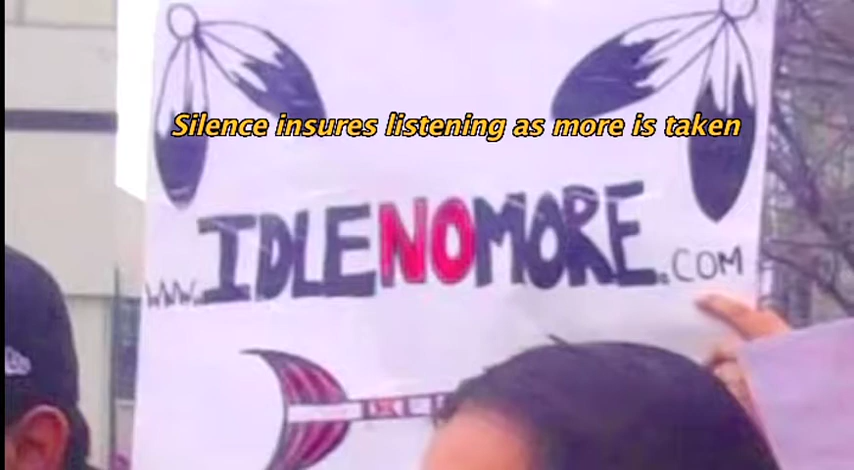 Silence insures listening as more is taken
www.IDLENOMORE.COM